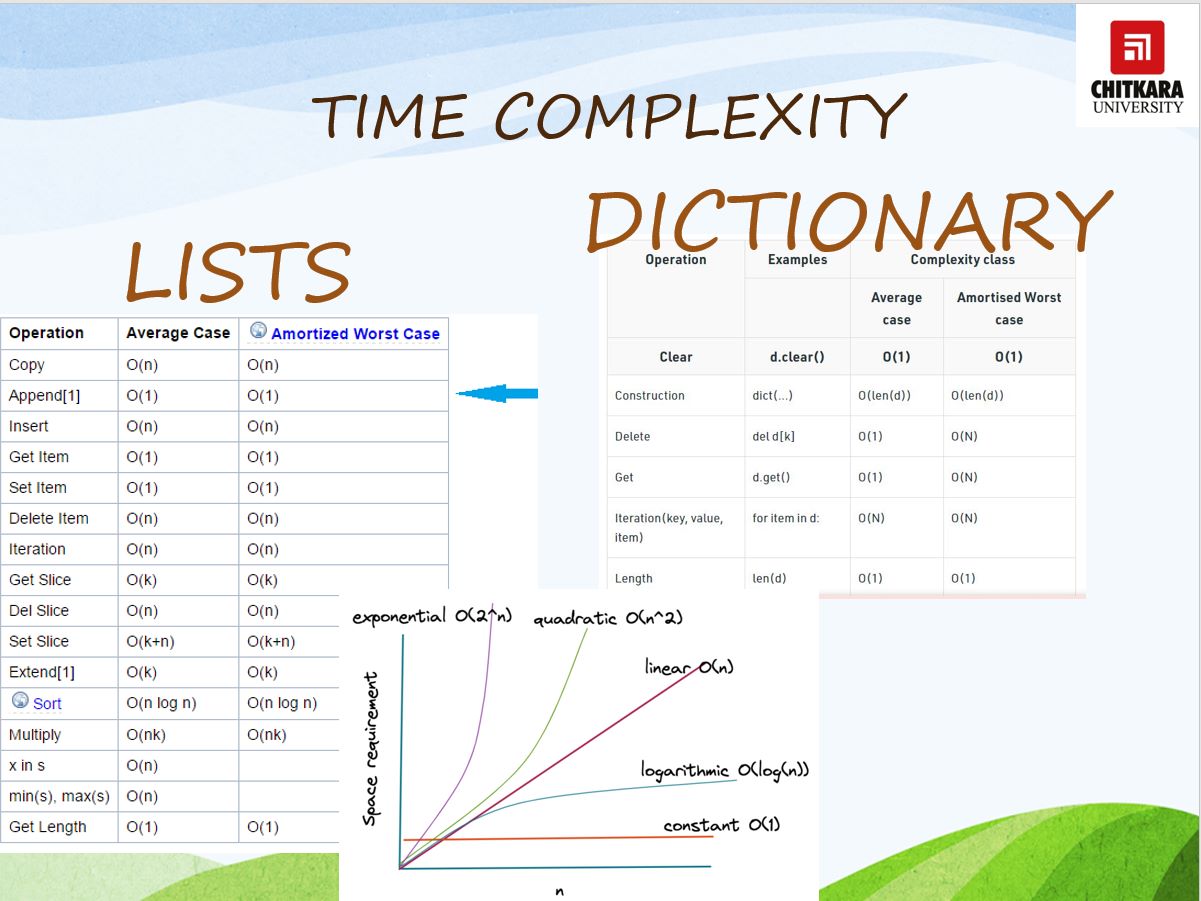 CHITKARA
UNIVERSITY
TIME COMPLEXITY
LISTS
Operation Average Case Amortized Worst Case
Copy O(n) O(n)
Append[1] O(1) O(1)
Insert O(n) O(n)
Get Item O(1) O(1)
Set Item O(1) O(1)
Delete Item O(n) O(n)
Iteration O(n) O(n)
Get Slice O(k) O(k)
Del Slice O(n) O(n)
Set Slice O(k+n) O(k+n)
Extend[1] O(k) O(k)
Sort O(n log n) O(n log n)
Multiply O(nk) O(nk)
x in s O(n)
min(s), max(s) O(n)
Get Length O(1) O(1)
DICTIONARY
Operation Examples Complexity class
Average
case
Amortised Worst
case
Clear d.clear() O(1) O(1)
Construction dict(...) O(len(d)) O(len(d))
Delete del d[k] O(1) O(N)
Get d.get() O(1) O(N)
Iteration(key, value, for item in d: O(N) O(N)
item)
Length len(d) O(1) O(1)
exponential O(2^n) quadratic O(n^2)
linear O(n)
logarithmic O(log(n))
constant O(1)
Space requirement
n